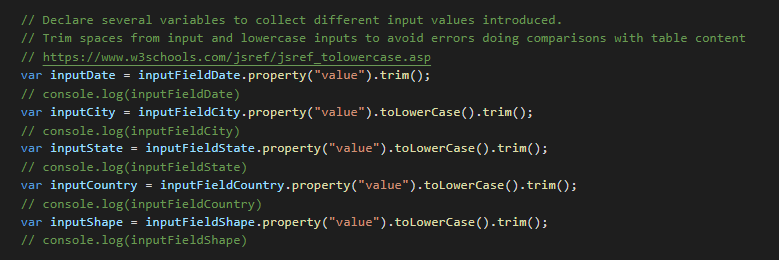 // Declare several variables to collect different input values introduced.
// Trim spaces from input and lowercase inputs to avoid errors doing comparisons with table content
// https://www.w3schools.com/jsref/jsref_tolowercase.asp
var inputDate = inputFieldDate.property("value").trim();
// console.log(inputFieldDate)
var inputCity = inputFieldCity.property("value").toLowerCase().trim();
// console.log(inputFieldCity)
var inputState = inputFieldState.property("value").toLowerCase().trim();
// console.log(inputFieldState)
var inputCountry = inputFieldCountry.property("value").toLowerCase().trim();
// console.log(inputFieldCountry)
var inputShape = inputFieldShape.property("value").toLowerCase().trim();
// console.log(inputFieldShape)